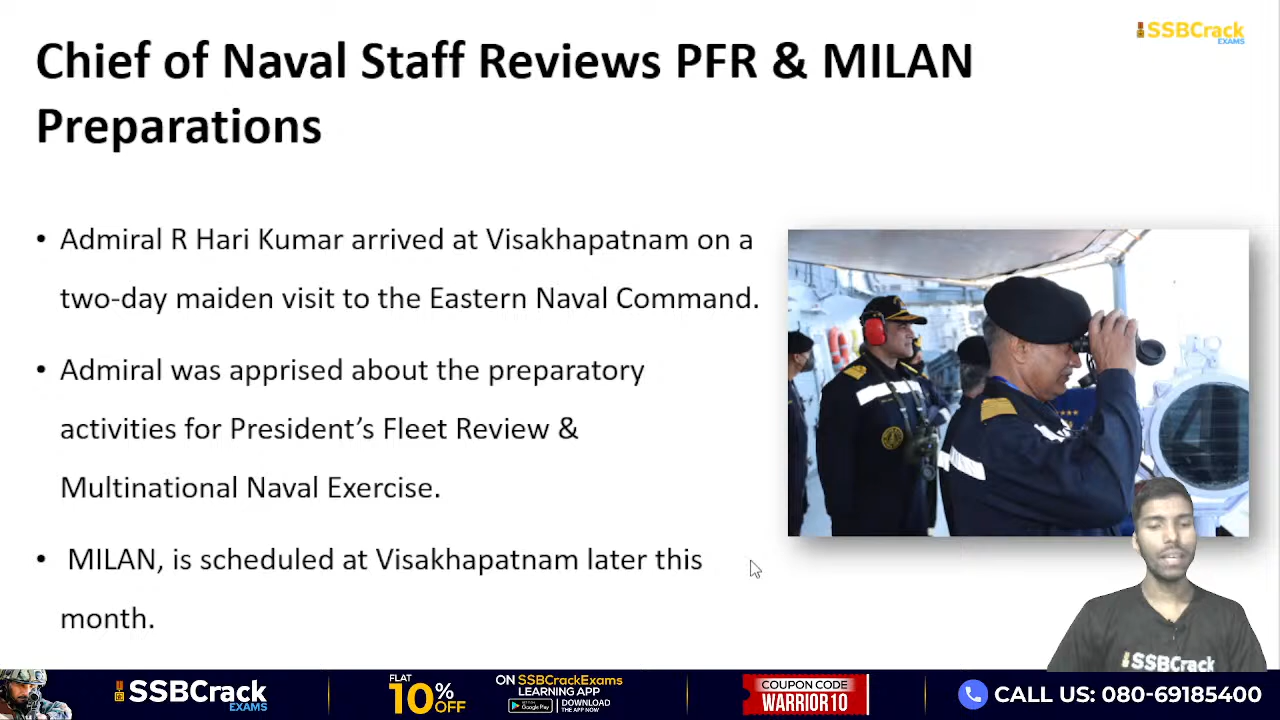 SSBCrack
EXAMS
Chief of Naval Staff Reviews PFR & MILAN
Preparations
• Admiral R Hari Kumar arrived at Visakhapatnam on a
two-day maiden visit to the Eastern Naval Command.
• Admiral was apprised about the preparatory
activities for President’s Fleet Review &
Multinational Naval Exercise.
• MILAN, is scheduled at Visakhapatnam later this
month.
SSBCrack
SSBCrack
EXAMS
FLAT
10% OFF
ON SSBCrackExams
LEARNING APP
Google Play
DOWNLOAD
THE APP NOW
COUPON CODE
WARRIOR10
CALL US: 080-69185400